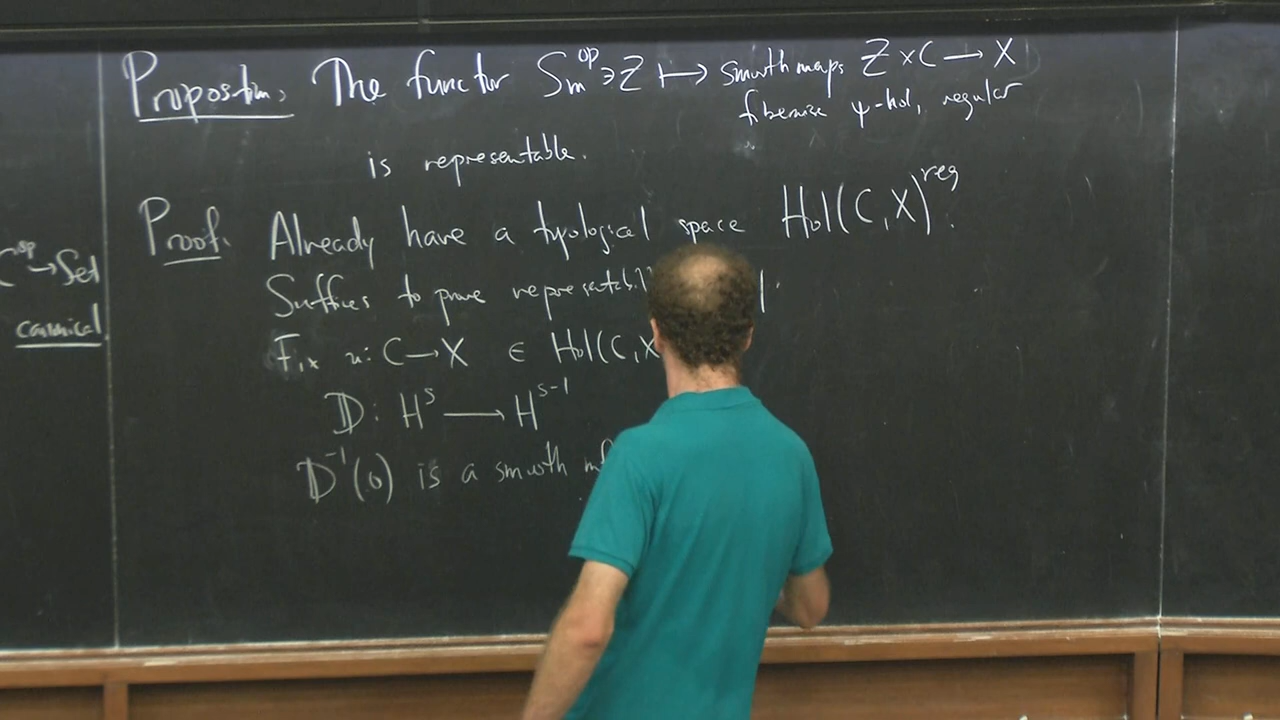 Proposition. The functor Sm^op ∋ Z ↦ smooth maps Z × C → X
fiberwise ψ-hol, regular
is representable.
Proof. Already have a topological space Hol(C, X)^reg.
Suffices to prove
Fix u: C → X ∈ Hol(C, X
D: H^s → H^{s-1}
D^{-1}(0) is a smooth
C^op → Set
canonical